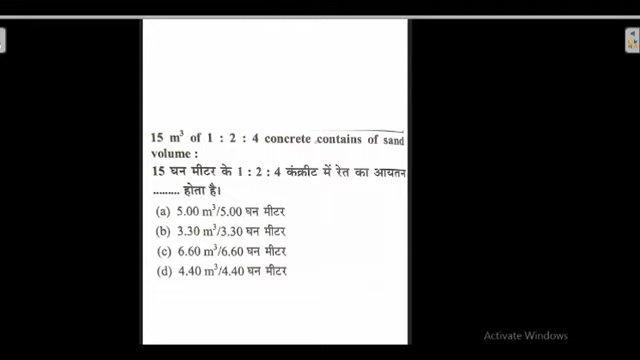 15 m³ of 1 : 2 : 4 concrete contains of sand
volume :
15 घन मीटर के 1 : 2 : 4 कंक्रीट में रेत का आयतन
......... होता है।
(a) 5.00 m³/5.00 घन मीटर
(b) 3.30 m³/3.30 घन मीटर
(c) 6.60 m³/6.60 घन मीटर
(d) 4.40 m³/4.40 घन मीटर
Activate Windows